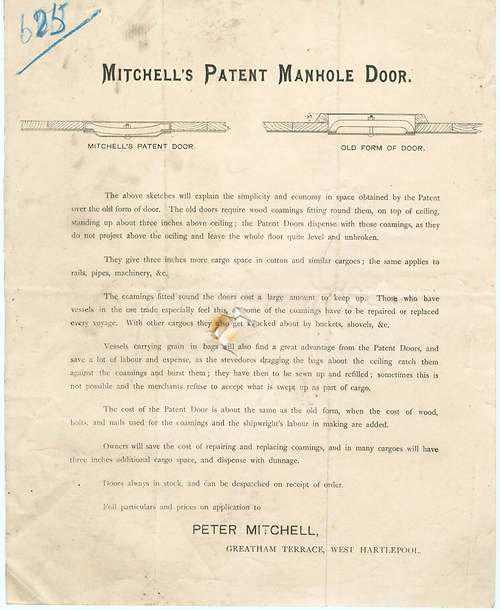 625
MITCHELL'S PATENT MANHOLE DOOR.
MITCHELL'S PATENT DOOR.
OLD FORM OF DOOR.
The above sketches will explain the simplicity and economy in space obtained by the Patent
over the old form of door. The old doors require wood coamings fitting round them, on top of ceiling,
standing up about three inches above ceiling; the Patent Doors dispense with those coamings, as they
do not project above the ceiling and leave the whole floor quite level and unbroken.
They give three inches more cargo space in cotton and similar cargoes; the same applies to
rails, pipes, machinery, &c.
The coamings fitted round the doors cost a large amount to keep up. Those who have
vessels in the ore trade especially feel this, some of the coamings have to be repaired or replaced
every voyage. With other cargoes they also get knocked about by buckets, shovels, &c.
Vessels carrying grain in bags will also find a great advantage from the Patent Doors, and
save a lot of labour and expense, as the stevedores dragging the bags about the ceiling catch them
against the coamings and burst them; they have then to be sewn up and refilled; sometimes this is
not possible and the merchants refuse to accept what is swept up as part of cargo.
The cost of the Patent Door is about the same as the old form, when the cost of wood,
bolts, and nails used for the coamings and the shipwright's labour in making are added.
Owners will save the cost of repairing and replacing coamings, and in many cargoes will have
three inches additional cargo space, and dispense with dunnage.
Doors always in stock, and can be despatched on receipt of order.
Full particulars and prices on application to
PETER MITCHELL,
GREATHAM TERRACE, WEST HARTLEPOOL.